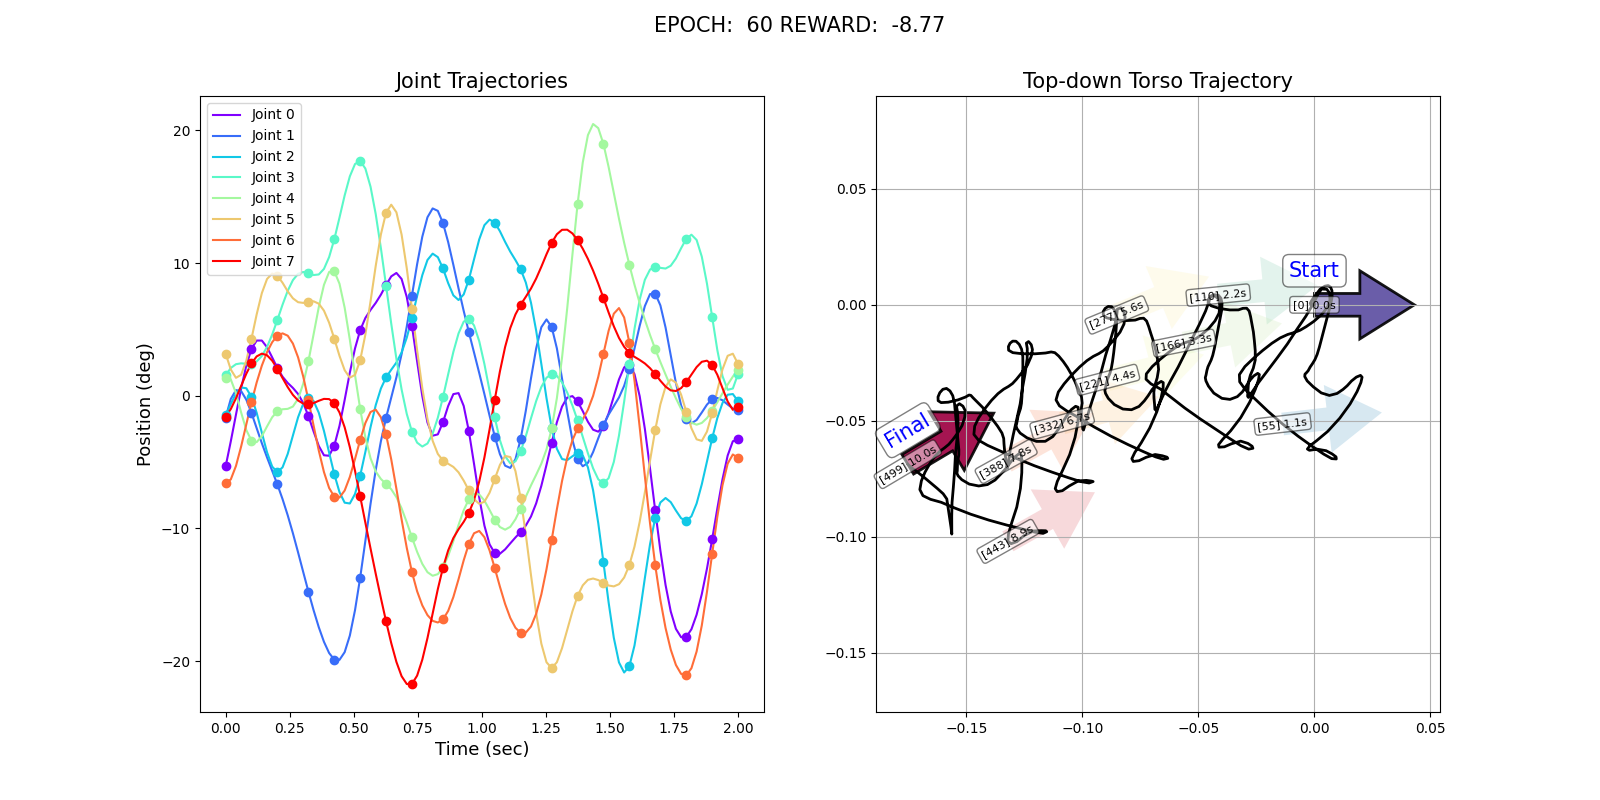 EPOCH:  60 REWARD:  -8.77
Joint Trajectories
Joint 0
Joint 1
Joint 2
Joint 3
Joint 4
Joint 5
Joint 6
Joint 7
20
10
0
−10
−20
Position (deg)
0.00 0.25 0.50 0.75 1.00 1.25 1.50 1.75 2.00
Time (sec)
Top-down Torso Trajectory
0.05
0.00
−0.05
−0.10
−0.15
−0.15 −0.10 −0.05 0.00 0.05
Start
[0] 0.0s
[110] 2.2s
[277] 5.6s
[166] 3.3s
[221] 4.4s
[332] 6.7s
[55] 1.1s
Final
[499] 10.0s
[388] 7.8s
[443] 8.9s